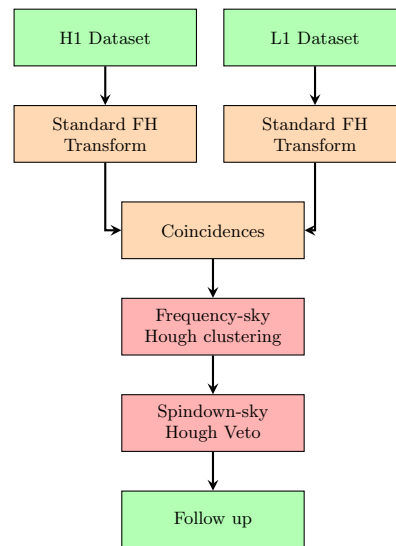 H1 Dataset
L1 Dataset
Standard FH
Transform
Standard FH
Transform
Coincidences
Frequency-sky
Hough clustering
Spindown-sky
Hough Veto
Follow up